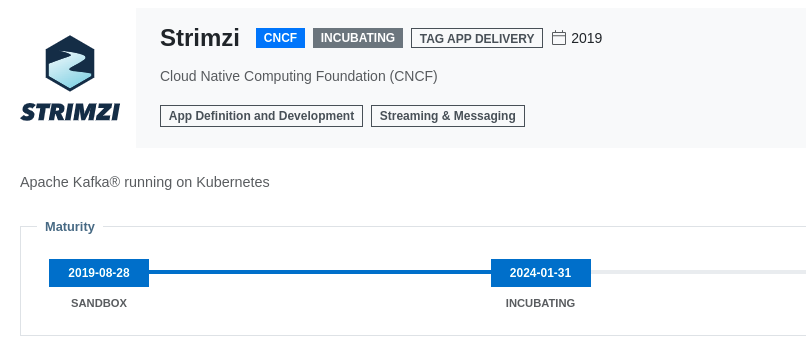 STRIMZI
Strimzi CNCF INCUBATING TAG APP DELIVERY 2019
Cloud Native Computing Foundation (CNCF)
App Definition and Development Streaming & Messaging
Apache Kafka® running on Kubernetes
Maturity
2019-08-28 2024-01-31
SANDBOX INCUBATING